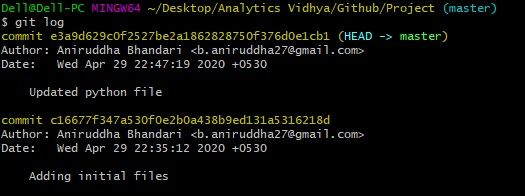 Dell@Dell-PC MINGW64 ~/Desktop/Analytics Vidhya/Github/Project (master)
$ git log
commit e3a9d629c0f2527be2a1862828750f376d0e1cb1 (HEAD -> master)
Author: Aniruddha Bhandari <b.aniruddha27@gmail.com>
Date:   Wed Apr 29 22:47:19 2020 +0530
    Updated python file
commit c16677f347a530f0e2b0a438b9ed131a5316218d
Author: Aniruddha Bhandari <b.aniruddha27@gmail.com>
Date:   Wed Apr 29 22:35:12 2020 +0530
    Adding initial files